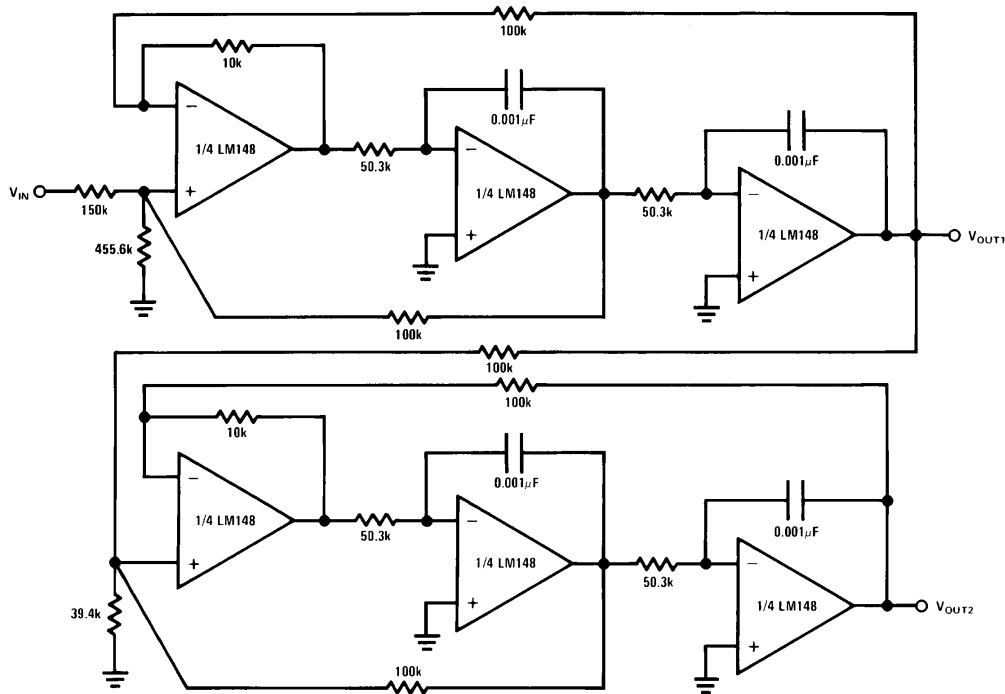 100k
10k
0.001µF
1/4 LM148
50.3k
0.001µF
VIN
150k
1/4 LM148
50.3k
455.6k
1/4 LM148
VOUT1
100k
100k
100k
10k
0.001µF
1/4 LM148
50.3k
0.001µF
1/4 LM148
50.3k
39.4k
1/4 LM148
VOUT2
100k